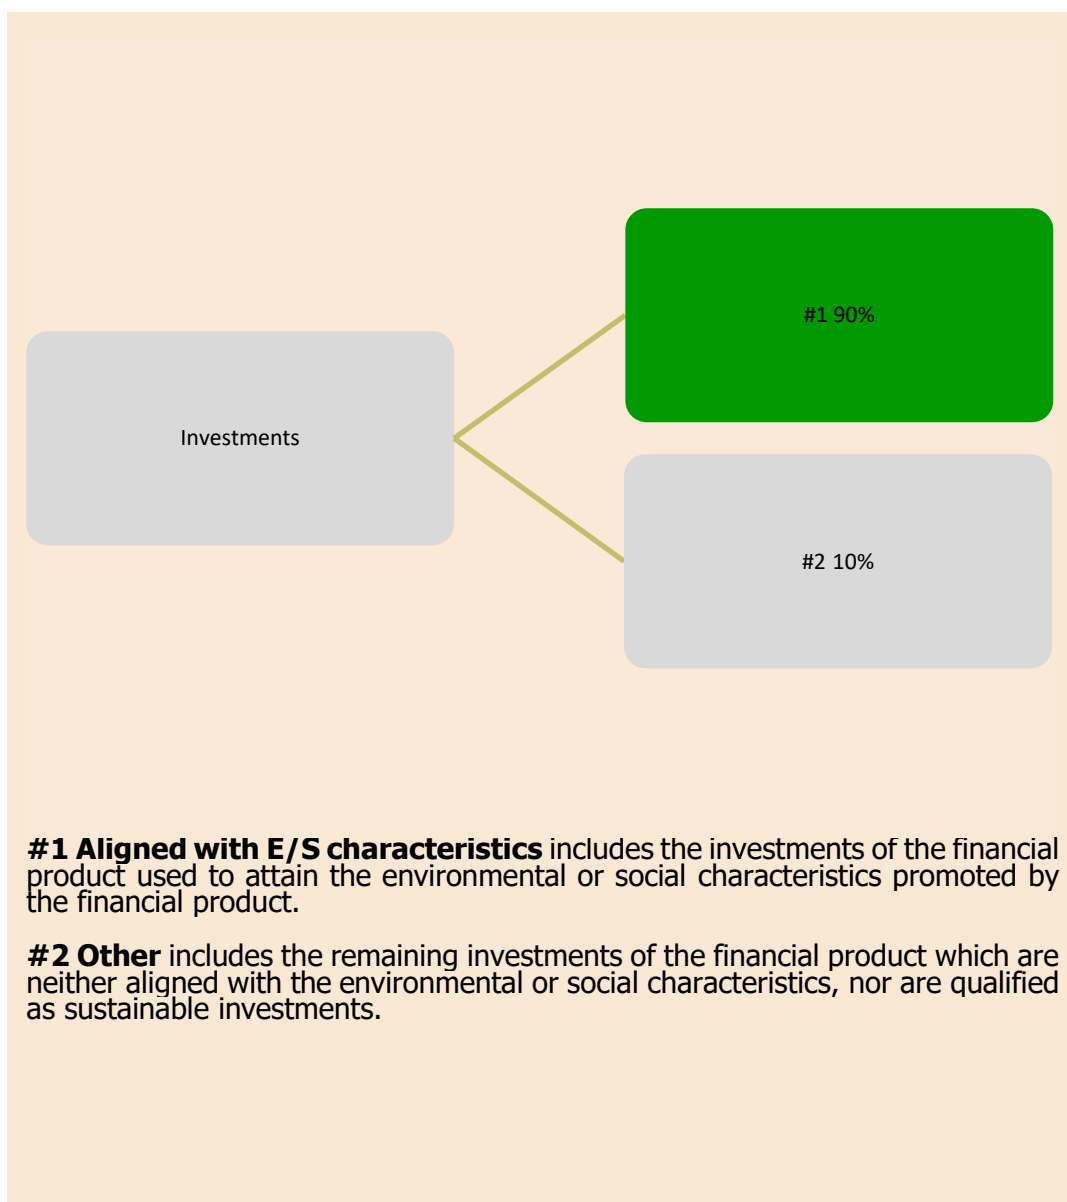 #1 90%
Investments
#2 10%
#1 Aligned with E/S characteristics includes the investments of the financial
product used to attain the environmental or social characteristics promoted by
the financial product.
#2 Other includes the remaining investments of the financial product which are
neither aligned with the environmental or social characteristics, nor are qualified
as sustainable investments.